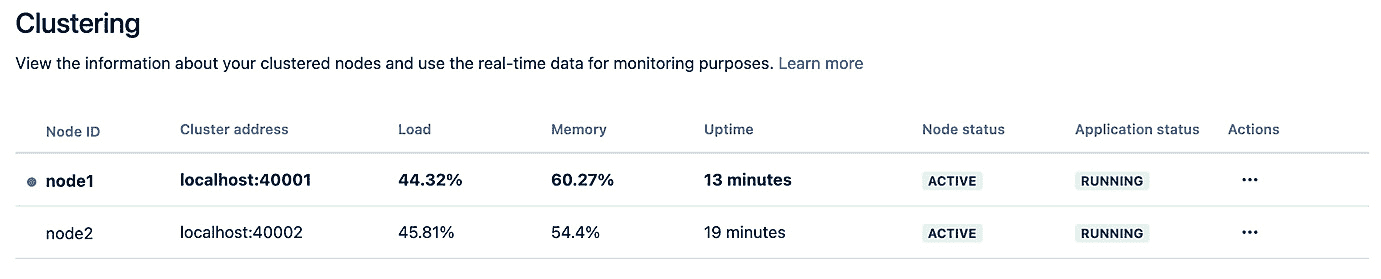 Clustering
View the information about your clustered nodes and use the real-time data for monitoring purposes. Learn more
Node ID Cluster address Load Memory Uptime Node status Application status Actions
node1 localhost:40001 44.32% 60.27% 13 minutes ACTIVE RUNNING ...
node2 localhost:40002 45.81% 54.4% 19 minutes ACTIVE RUNNING ...